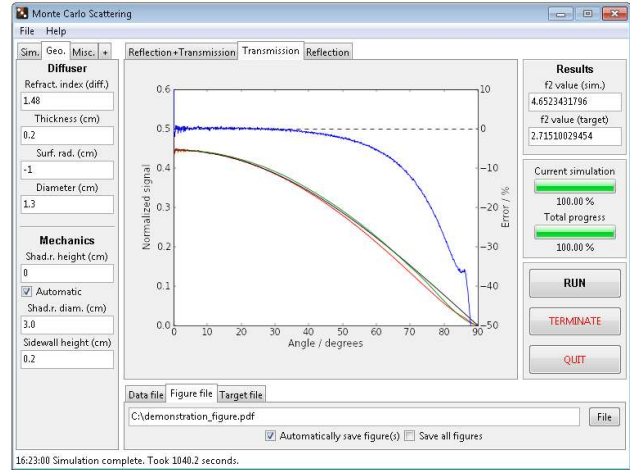 Monte Carlo Scattering
File Help
Sim. Geo. Misc. +
Diffuser
Refract. index (diff.)
1.48
Thickness (cm)
0.2
Surf. rad. (cm)
-1
Diameter (cm)
1.3
Mechanics
Shad.r. height (cm)
0
Automatic
Shad.r. diam. (cm)
3.0
Sidewall height (cm)
0.2
Reflection+Transmission Transmission Reflection
Normalized signal
0.6
0.5
0.4
0.3
0.2
0.1
0.0
0 10 20 30 40 50 60 70 80 90
Angle / degrees
10
0
−10
−20
−30
−40
−50
Error / %
Results
f2 value (sim.)
4.6523431796
f2 value (target)
2.71510029454
Current simulation
100.00 %
Total progress
100.00 %
RUN
TERMINATE
QUIT
Data file Figure file Target file
C:\demonstration_figure.pdf
File
Automatically save figure(s) Save all figures
16:23:00 Simulation complete. Took 1040.2 seconds.